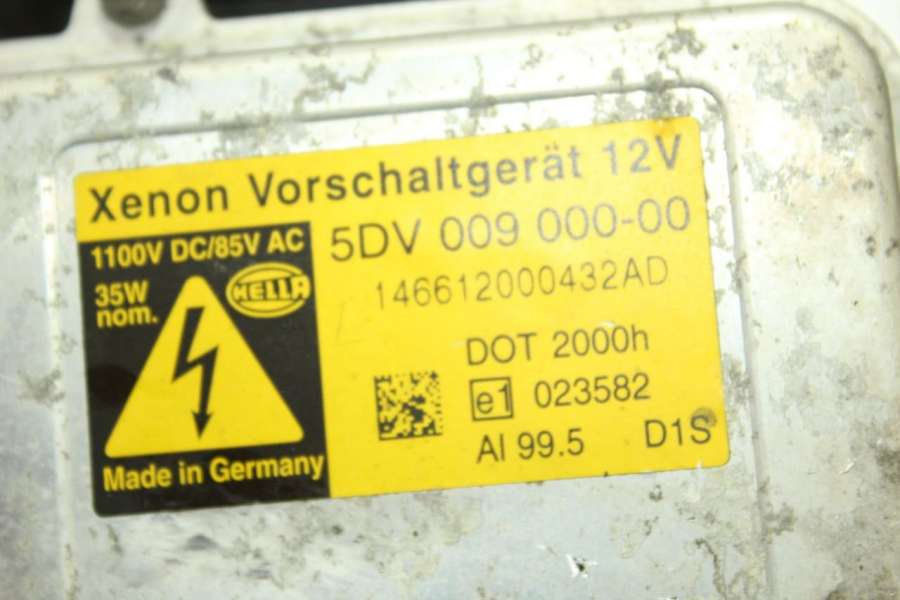 Xenon Vorschaltgerät 12V
1100V DC/85V AC
35W
nom.
HELLA
Made in Germany
5DV 009 000-00
146612000432AD
DOT 2000h
e1 023582
Al 99.5 D1S